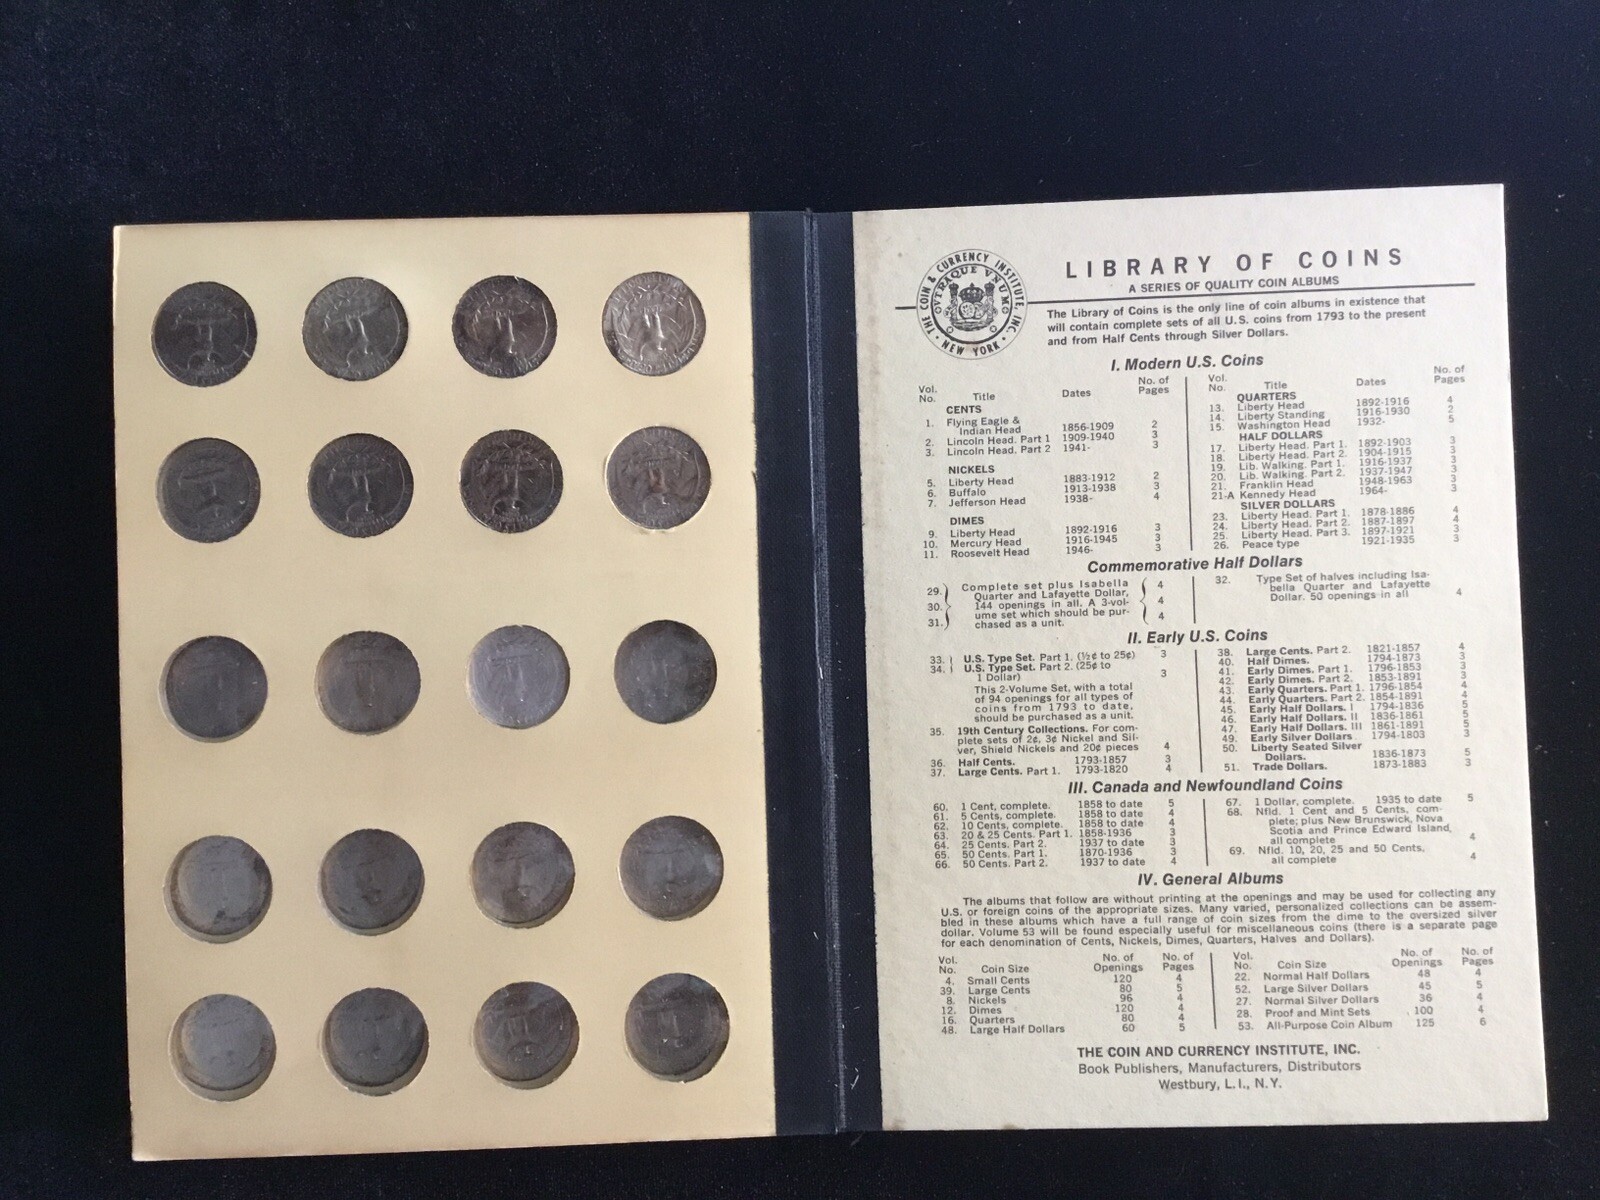 LIBRARY OF COINS
A SERIES OF QUALITY COIN ALBUMS
THE COIN & CURRENCY INSTITUTE, INC. • NEW YORK •
VTRAQUE VNUM
The Library of Coins is the only line of coin albums in existence that
will contain complete sets of all U.S. coins from 1793 to the present
and from Half Cents through Silver Dollars.
I. Modern U.S. Coins
Vol. No. Title Dates No. of Pages
CENTS
1. Flying Eagle &
Indian Head 1856-1909 2
2. Lincoln Head. Part 1 1909-1940 3
3. Lincoln Head. Part 2 1941- 3
NICKELS
5. Liberty Head 1883-1912 2
6. Buffalo 1913-1938 3
7. Jefferson Head 1938- 4
DIMES
9. Liberty Head 1892-1916 3
10. Mercury Head 1916-1945 3
11. Roosevelt Head 1946- 3
Vol. No. Title Dates No. of Pages
QUARTERS
13. Liberty Head 1892-1916 4
14. Liberty Standing 1916-1930 2
15. Washington Head 1932- 5
HALF DOLLARS
17. Liberty Head. Part 1. 1892-1903 3
18. Liberty Head. Part 2. 1904-1915 3
19. Lib. Walking. Part 1. 1916-1937 3
20. Lib. Walking. Part 2. 1937-1947 3
21. Franklin Head 1948-1963 3
21-A Kennedy Head 1964- 3
SILVER DOLLARS
23. Liberty Head. Part 1. 1878-1886 4
24. Liberty Head. Part 2. 1887-1897 4
25. Liberty Head. Part 3. 1897-1921 3
26. Peace type 1921-1935 3
Commemorative Half Dollars
29. Complete set plus Isabella 4
Quarter and Lafayette Dollar,
30. 144 openings in all. A 3-vol- 4
ume set which should be pur-
31. chased as a unit. 4
32. Type Set of halves including Isa-
bella Quarter and Lafayette
Dollar. 50 openings in all 4
II. Early U.S. Coins
33. U.S. Type Set. Part 1. (½¢ to 25¢) 3
34. U.S. Type Set. Part 2. (25¢ to
1 Dollar) 3
This 2-Volume Set, with a total
of 94 openings for all types of
coins from 1793 to date,
should be purchased as a unit.
35. 19th Century Collections. For com-
plete sets of 2¢, 3¢ Nickel and Sil-
ver, Shield Nickels and 20¢ pieces 4
36. Half Cents. 1793-1857 3
37. Large Cents. Part 1. 1793-1820 4
38. Large Cents. Part 2. 1821-1857 4
40. Half Dimes. 1794-1873 3
41. Early Dimes. Part 1. 1796-1853 3
42. Early Dimes. Part 2. 1853-1891 3
43. Early Quarters. Part 1. 1796-1854 4
44. Early Quarters. Part 2. 1854-1891 4
45. Early Half Dollars. I 1794-1836 5
46. Early Half Dollars. II 1836-1861 5
47. Early Half Dollars. III 1861-1891 5
49. Early Silver Dollars 1794-1803 3
50. Liberty Seated Silver
Dollars. 1836-1873 5
51. Trade Dollars. 1873-1883 3
III. Canada and Newfoundland Coins
60. 1 Cent, complete. 1858 to date 5
61. 5 Cents, complete. 1858 to date 4
62. 10 Cents, complete. 1858 to date 4
63. 20 & 25 Cents. Part 1. 1858-1936 3
64. 25 Cents. Part 2. 1937 to date 3
65. 50 Cents. Part 1. 1870-1936 3
66. 50 Cents. Part 2. 1937 to date 4
67. 1 Dollar, complete. 1935 to date 5
68. Nfld. 1 Cent and 5 Cents, com-
plete; plus New Brunswick, Nova
Scotia and Prince Edward Island,
all complete 4
69. Nfld. 10, 20, 25 and 50 Cents,
all complete 4
IV. General Albums
The albums that follow are without printing at the openings and may be used for collecting any
U.S. or foreign coins of the appropriate sizes. Many varied, personalized collections can be assem-
bled in these albums which have a full range of coin sizes from the dime to the oversized silver
dollar. Volume 53 will be found especially useful for miscellaneous coins (there is a separate page
for each denomination of Cents, Nickels, Dimes, Quarters, Halves and Dollars).
Vol. No. Coin Size No. of Openings No. of Pages
4. Small Cents 120 4
39. Large Cents 80 5
8. Nickels 96 4
12. Dimes 120 4
16. Quarters 80 4
48. Large Half Dollars 60 5
Vol. No. Coin Size No. of Openings No. of Pages
22. Normal Half Dollars 48 4
52. Large Silver Dollars 45 5
27. Normal Silver Dollars 36 4
28. Proof and Mint Sets 100 4
53. All-Purpose Coin Album 125 6
THE COIN AND CURRENCY INSTITUTE, INC.
Book Publishers, Manufacturers, Distributors
Westbury, L.I., N.Y.